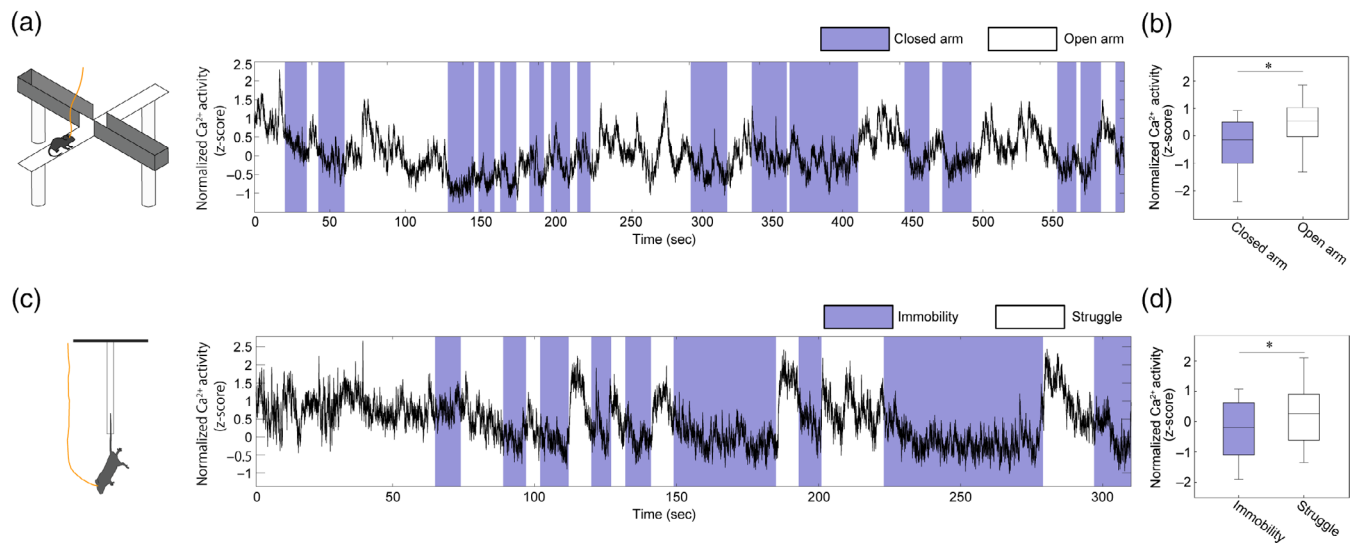 (a)
Closed arm
Open arm
Normalized Ca²⁺ activity
(z-score)
2.5
2
1.5
1
0.5
0
−0.5
−1
0 50 100 150 200 250 300 350 400 450 500 550
Time (sec)
(b)
*
Normalized Ca²⁺ activity
(z-score)
2
1
0
−1
−2
Closed arm
Open arm
(c)
Immobility
Struggle
Normalized Ca²⁺ activity
(z-score)
2.5
2
1.5
1
0.5
0
−0.5
−1
0 50 100 150 200 250 300
Time (sec)
(d)
*
Normalized Ca²⁺ activity
(z-score)
2
1
0
−1
−2
Immobility
Struggle